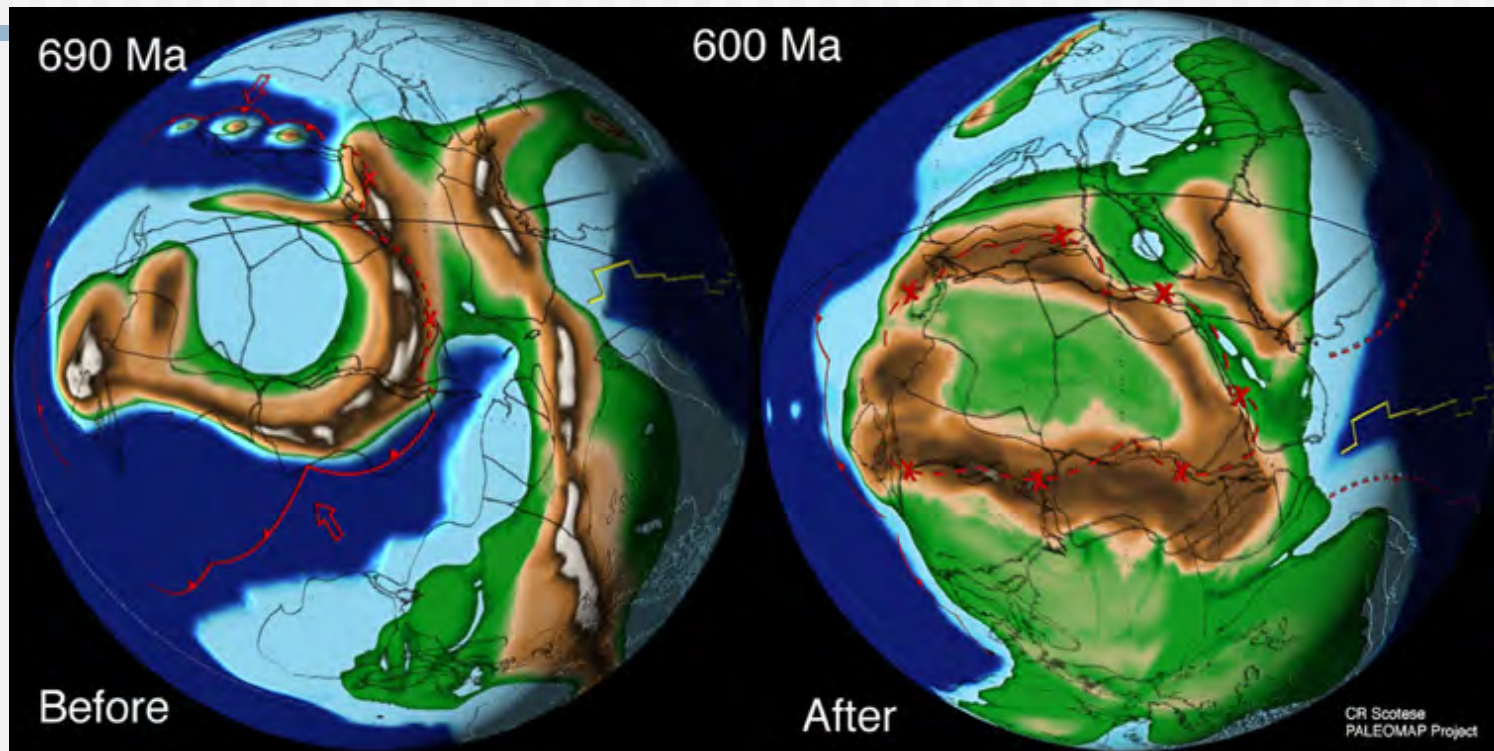 690 Ma
600 Ma
Before
After
CR Scotese
PALEOMAP Project